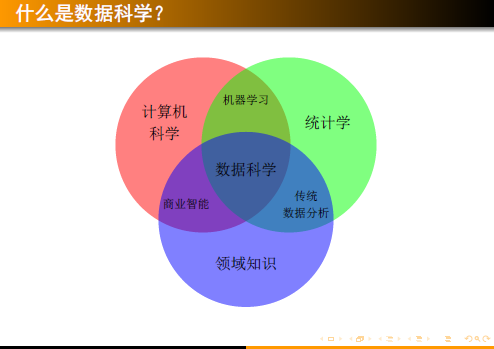 什么是数据科学？
机器学习
计算机
科学
统计学
数据科学
商业智能
传统
数据分析
领域知识